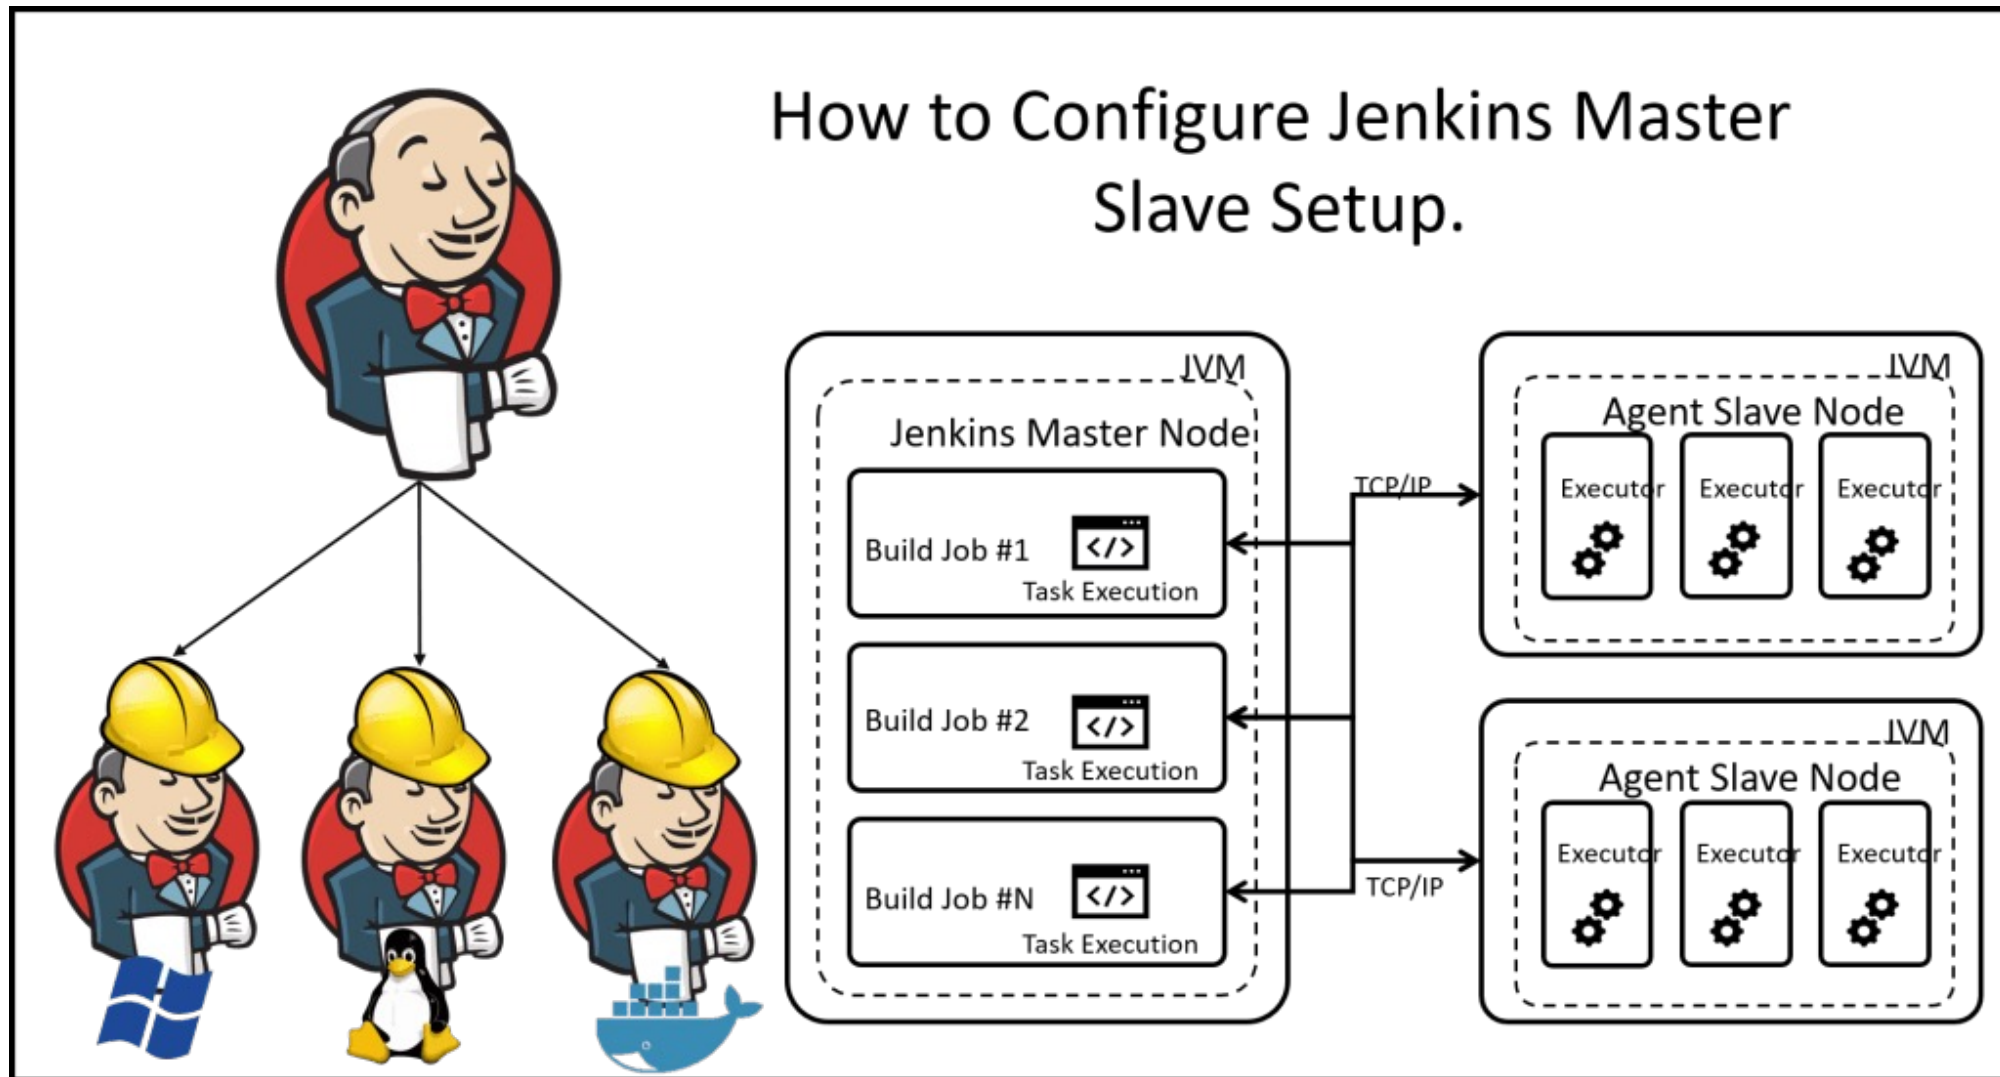 How to Configure Jenkins Master
Slave Setup.
JVM
Jenkins Master Node
Build Job #1
Task Execution
Build Job #2
Task Execution
Build Job #N
Task Execution
TCP/IP
TCP/IP
JVM
Agent Slave Node
Executor Executor Executor
JVM
Agent Slave Node
Executor Executor Executor